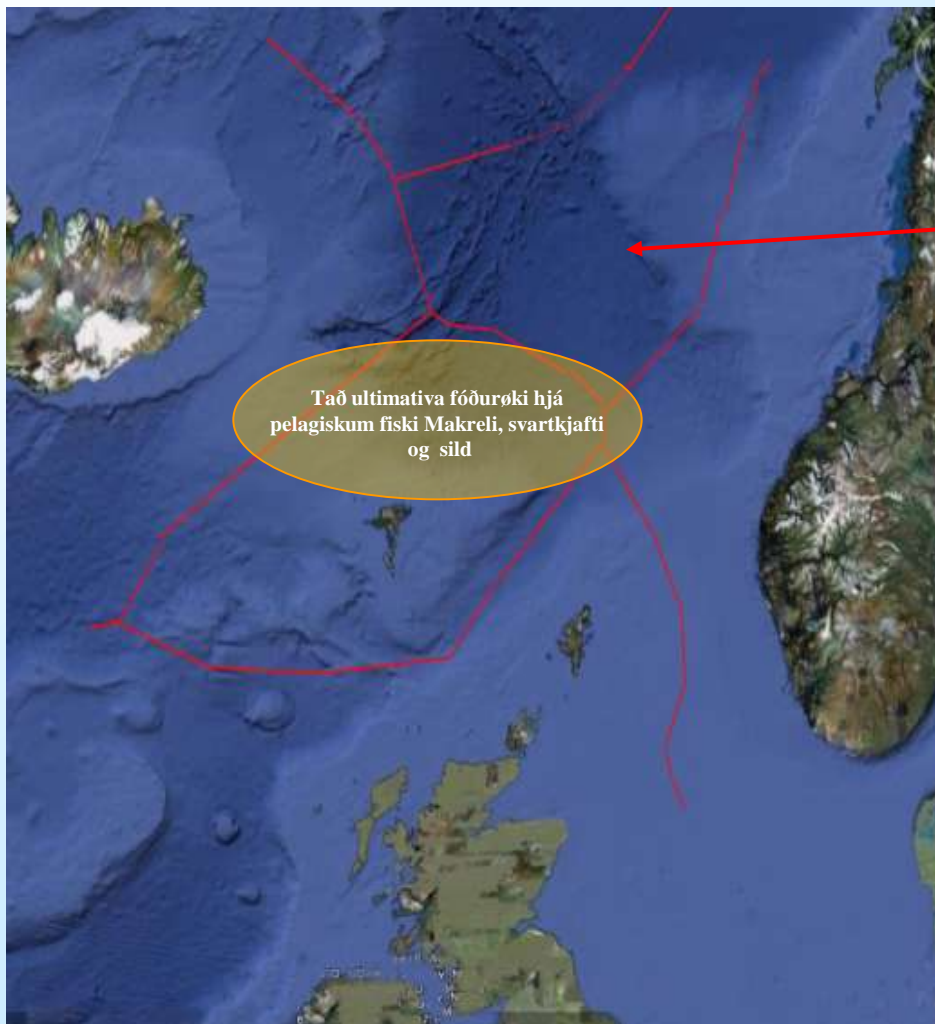 Tað ultimativa fóðurøki hjá
pelagiskum fiski Makreli, svartkjafti
og sild